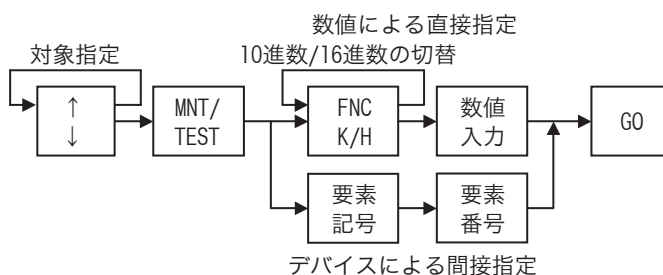 数値による直接指定
対象指定
10進数/16進数の切替
↑
↓
MNT/
TEST
FNC
K/H
数値
入力
GO
要素
記号
要素
番号
デバイスによる間接指定